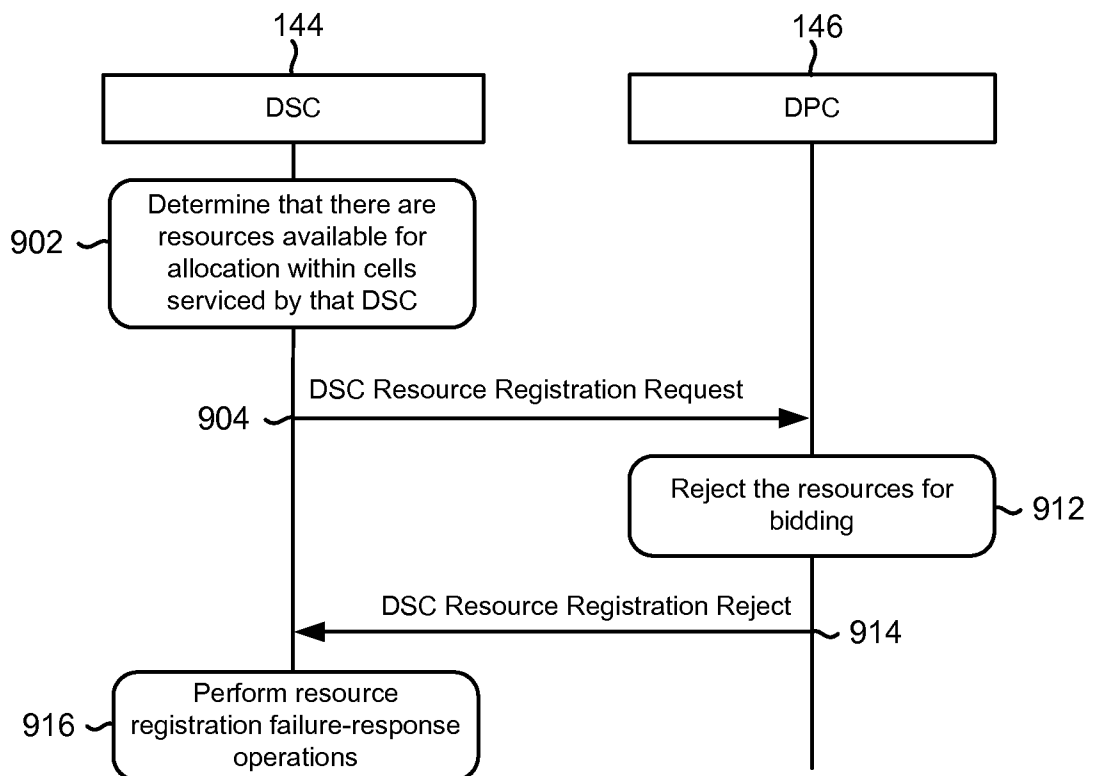 144
146
DSC
DPC
902
Determine that there are
resources available for
allocation within cells
serviced by that DSC
DSC Resource Registration Request
904
Reject the resources for
bidding
912
DSC Resource Registration Reject
914
916
Perform resource
registration failure-response
operations